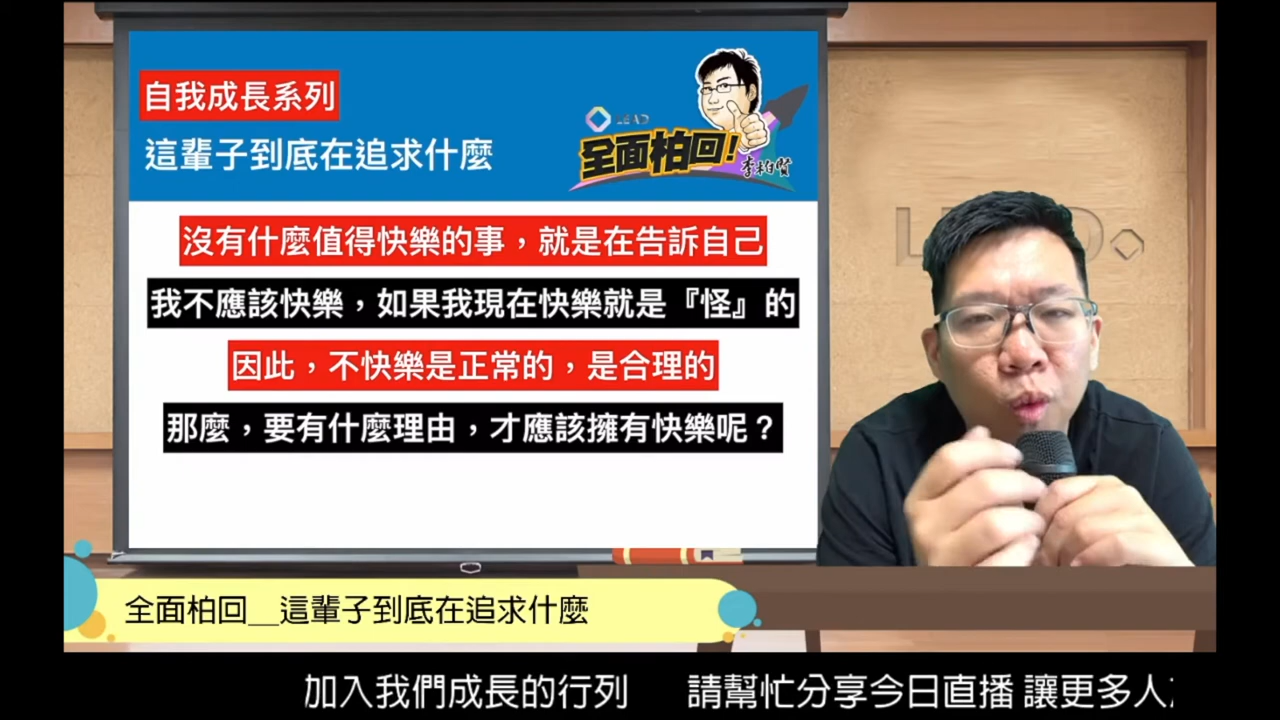 自我成長系列
這輩子到底在追求什麼
LEAD
全面柏回!
李柏賢
沒有什麼值得快樂的事，就是在告訴自己
我不應該快樂，如果我現在快樂就是『怪』的
因此，不快樂是正常的，是合理的
那麼，要有什麼理由，才應該擁有快樂呢？
LEAD
全面柏回__這輩子到底在追求什麼
加入我們成長的行列 請幫忙分享今日直播 讓更多人